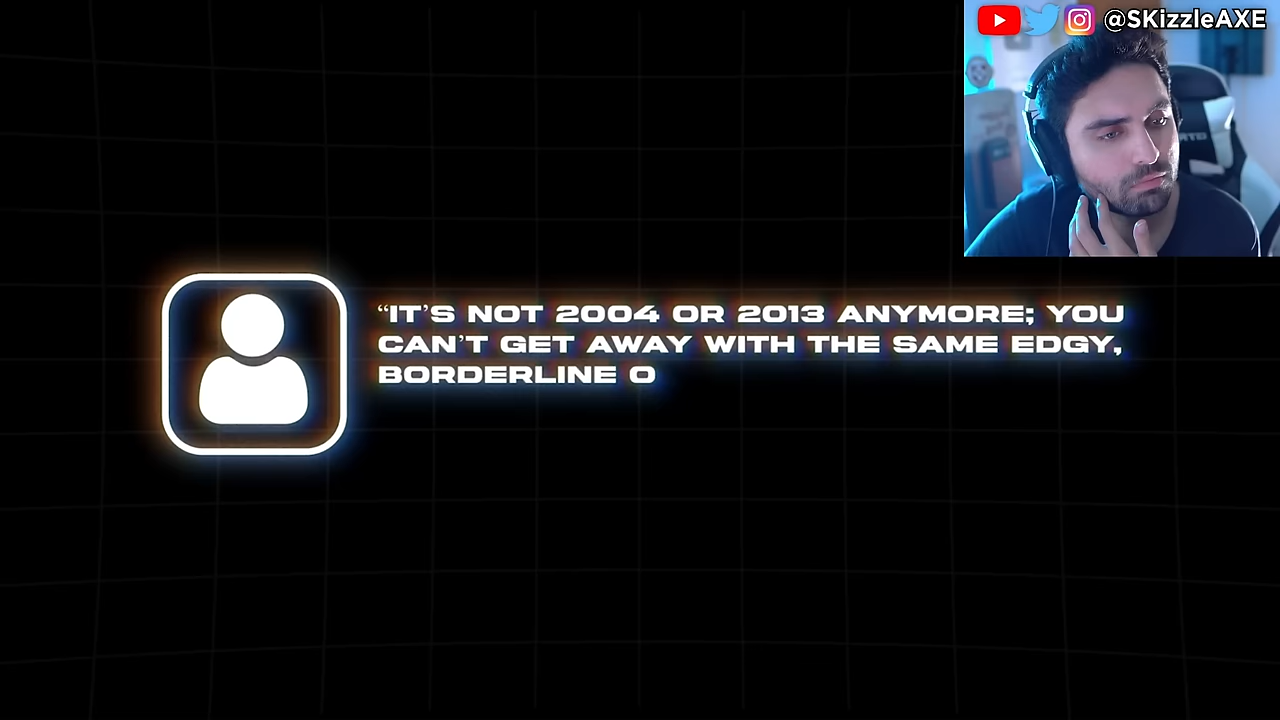 @SKizzleAXE
“IT’S NOT 2004 OR 2013 ANYMORE; YOU
CAN’T GET AWAY WITH THE SAME EDGY,
BORDERLINE O